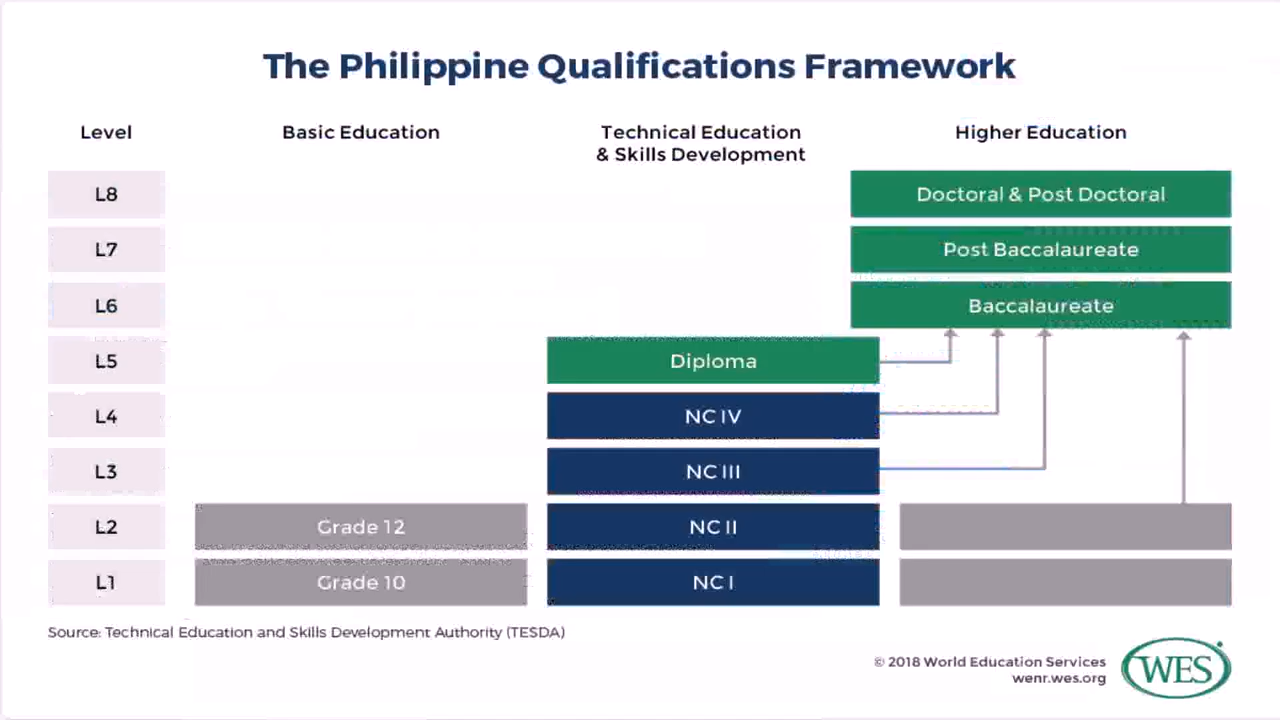 The Philippine Qualifications Framework
Level
Basic Education
Technical Education
& Skills Development
Higher Education
L8
Doctoral & Post Doctoral
L7
Post Baccalaureate
L6
Baccalaureate
L5
Diploma
L4
NC IV
L3
NC III
L2
Grade 12
NC II
L1
Grade 10
NC I
Source: Technical Education and Skills Development Authority (TESDA)
© 2018 World Education Services
wenr.wes.org
WES